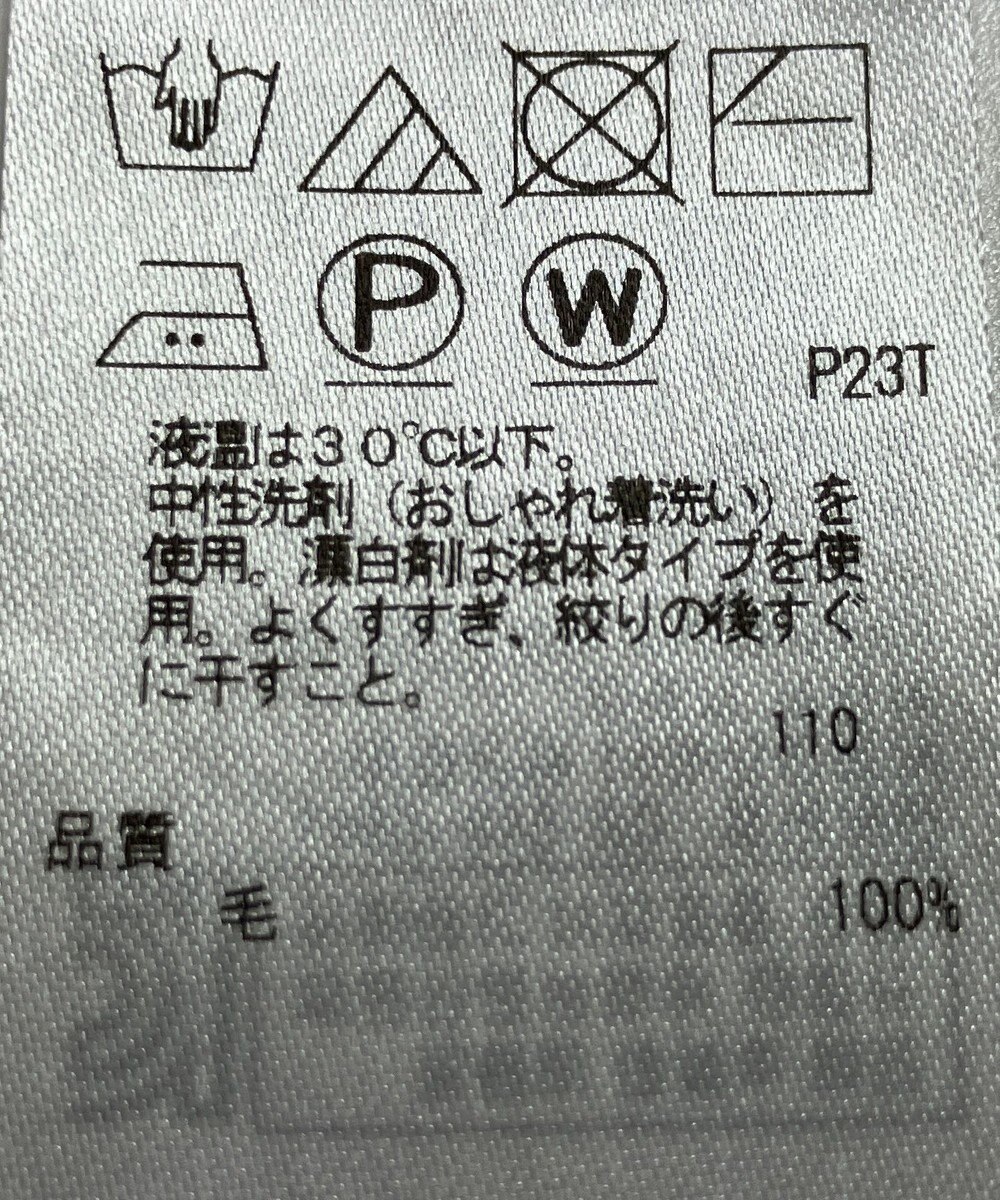 P
W
P23T
液温は30℃以下。
中性洗剤(おしゃれ着洗い)を
使用。漂白剤は液体タイプを使
用。よくすすぎ、絞りの後すぐ
に干すこと。
110
品質
毛 100%